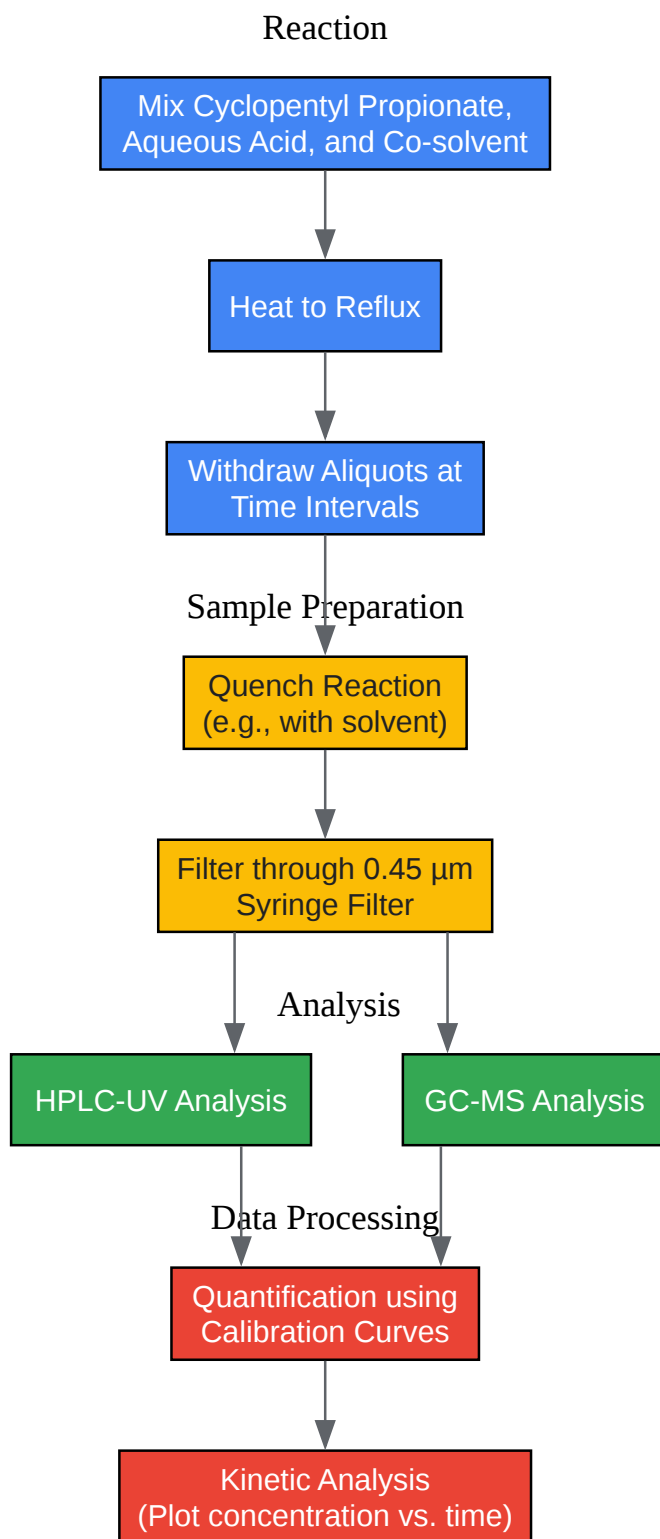 Reaction
Mix Cyclopentyl Propionate,
Aqueous Acid, and Co-solvent
Heat to Reflux
Withdraw Aliquots at
Time Intervals
Sample Preparation
Quench Reaction
(e.g., with solvent)
Filter through 0.45 µm
Syringe Filter
Analysis
HPLC-UV Analysis
GC-MS Analysis
Data Processing
Quantification using
Calibration Curves
Kinetic Analysis
(Plot concentration vs. time)